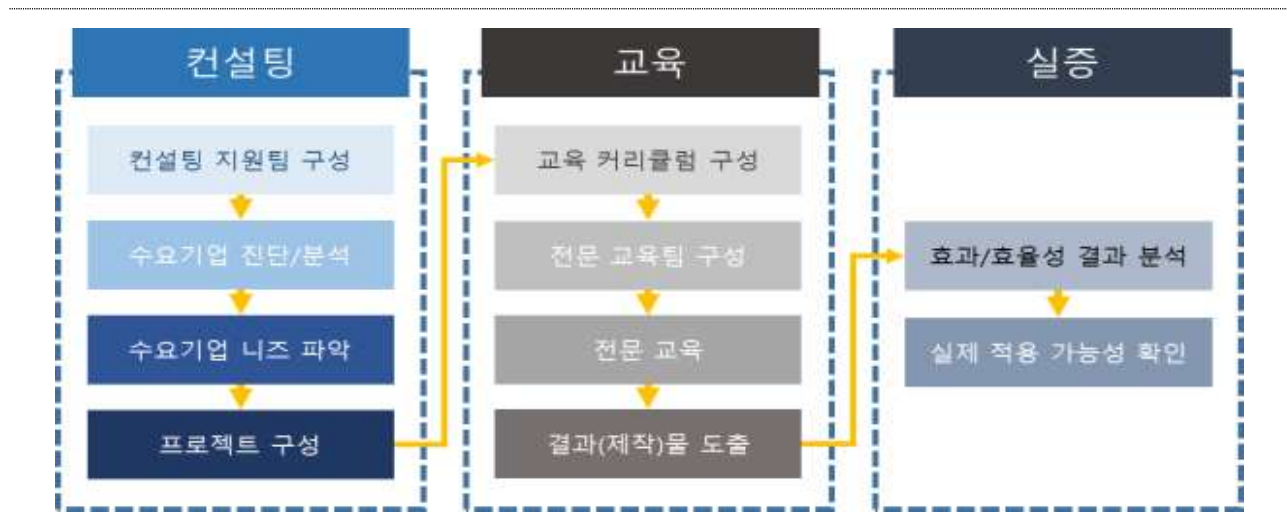 컨설팅
컨설팅 지원팀 구성
수요기업 진단/분석
수요기업 니즈 파악
프로젝트 구성
교육
교육 커리큘럼 구성
전문 교육팀 구성
전문 교육
결과(제작)물 도출
실증
효과/효율성 결과 분석
실제 적용 가능성 확인